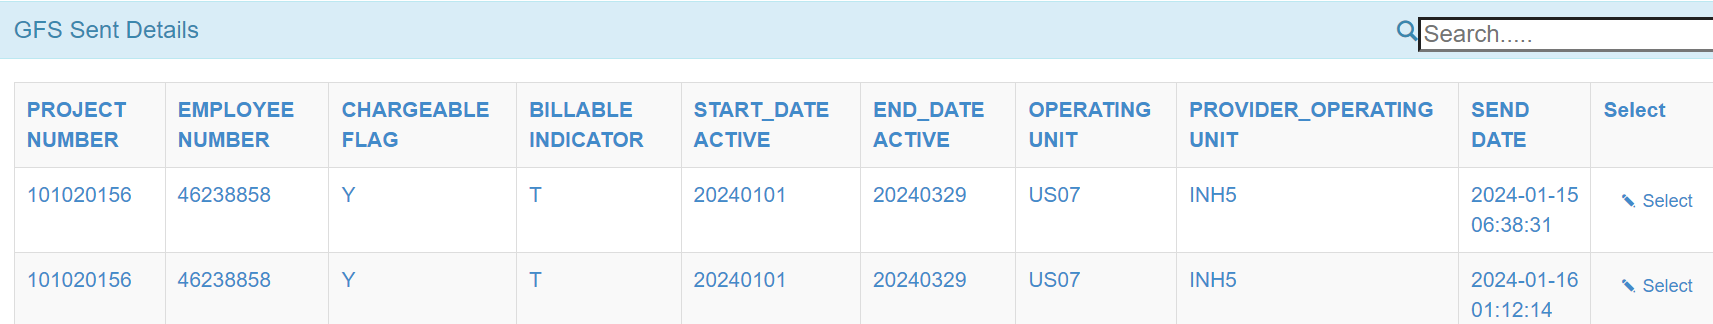 GFS Sent Details
Search.....
PROJECT NUMBER EMPLOYEE NUMBER CHARGEABLE FLAG BILLABLE INDICATOR START_DATE ACTIVE END_DATE ACTIVE OPERATING UNIT PROVIDER_OPERATING UNIT SEND DATE Select
101020156 46238858 Y T 20240101 20240329 US07 INH5 2024-01-15 06:38:31 Select
101020156 46238858 Y T 20240101 20240329 US07 INH5 2024-01-16 01:12:14 Select